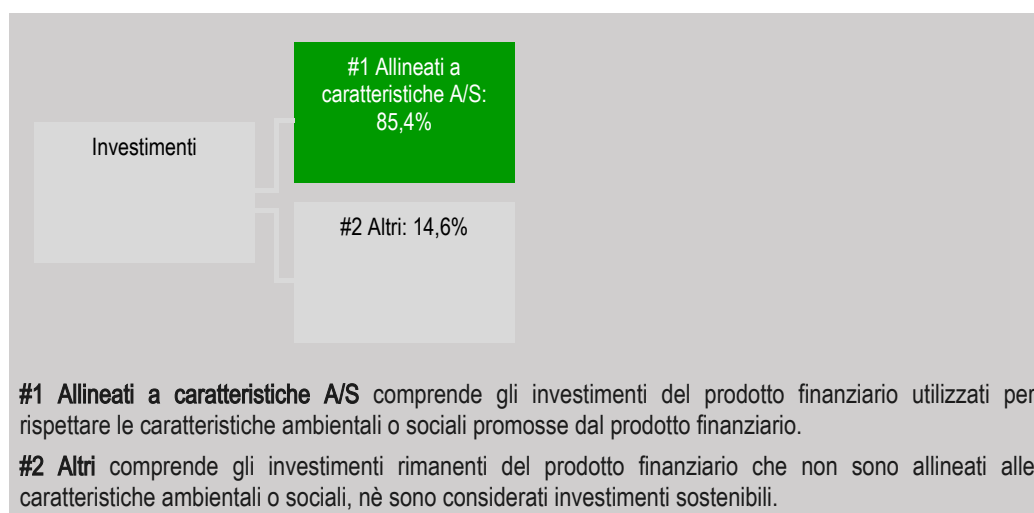 #1 Allineati a
caratteristiche A/S:
85,4%
Investimenti
#2 Altri: 14,6%
#1 Allineati a caratteristiche A/S comprende gli investimenti del prodotto finanziario utilizzati per
rispettare le caratteristiche ambientali o sociali promosse dal prodotto finanziario.
#2 Altri comprende gli investimenti rimanenti del prodotto finanziario che non sono allineati alle
caratteristiche ambientali o sociali, nè sono considerati investimenti sostenibili.